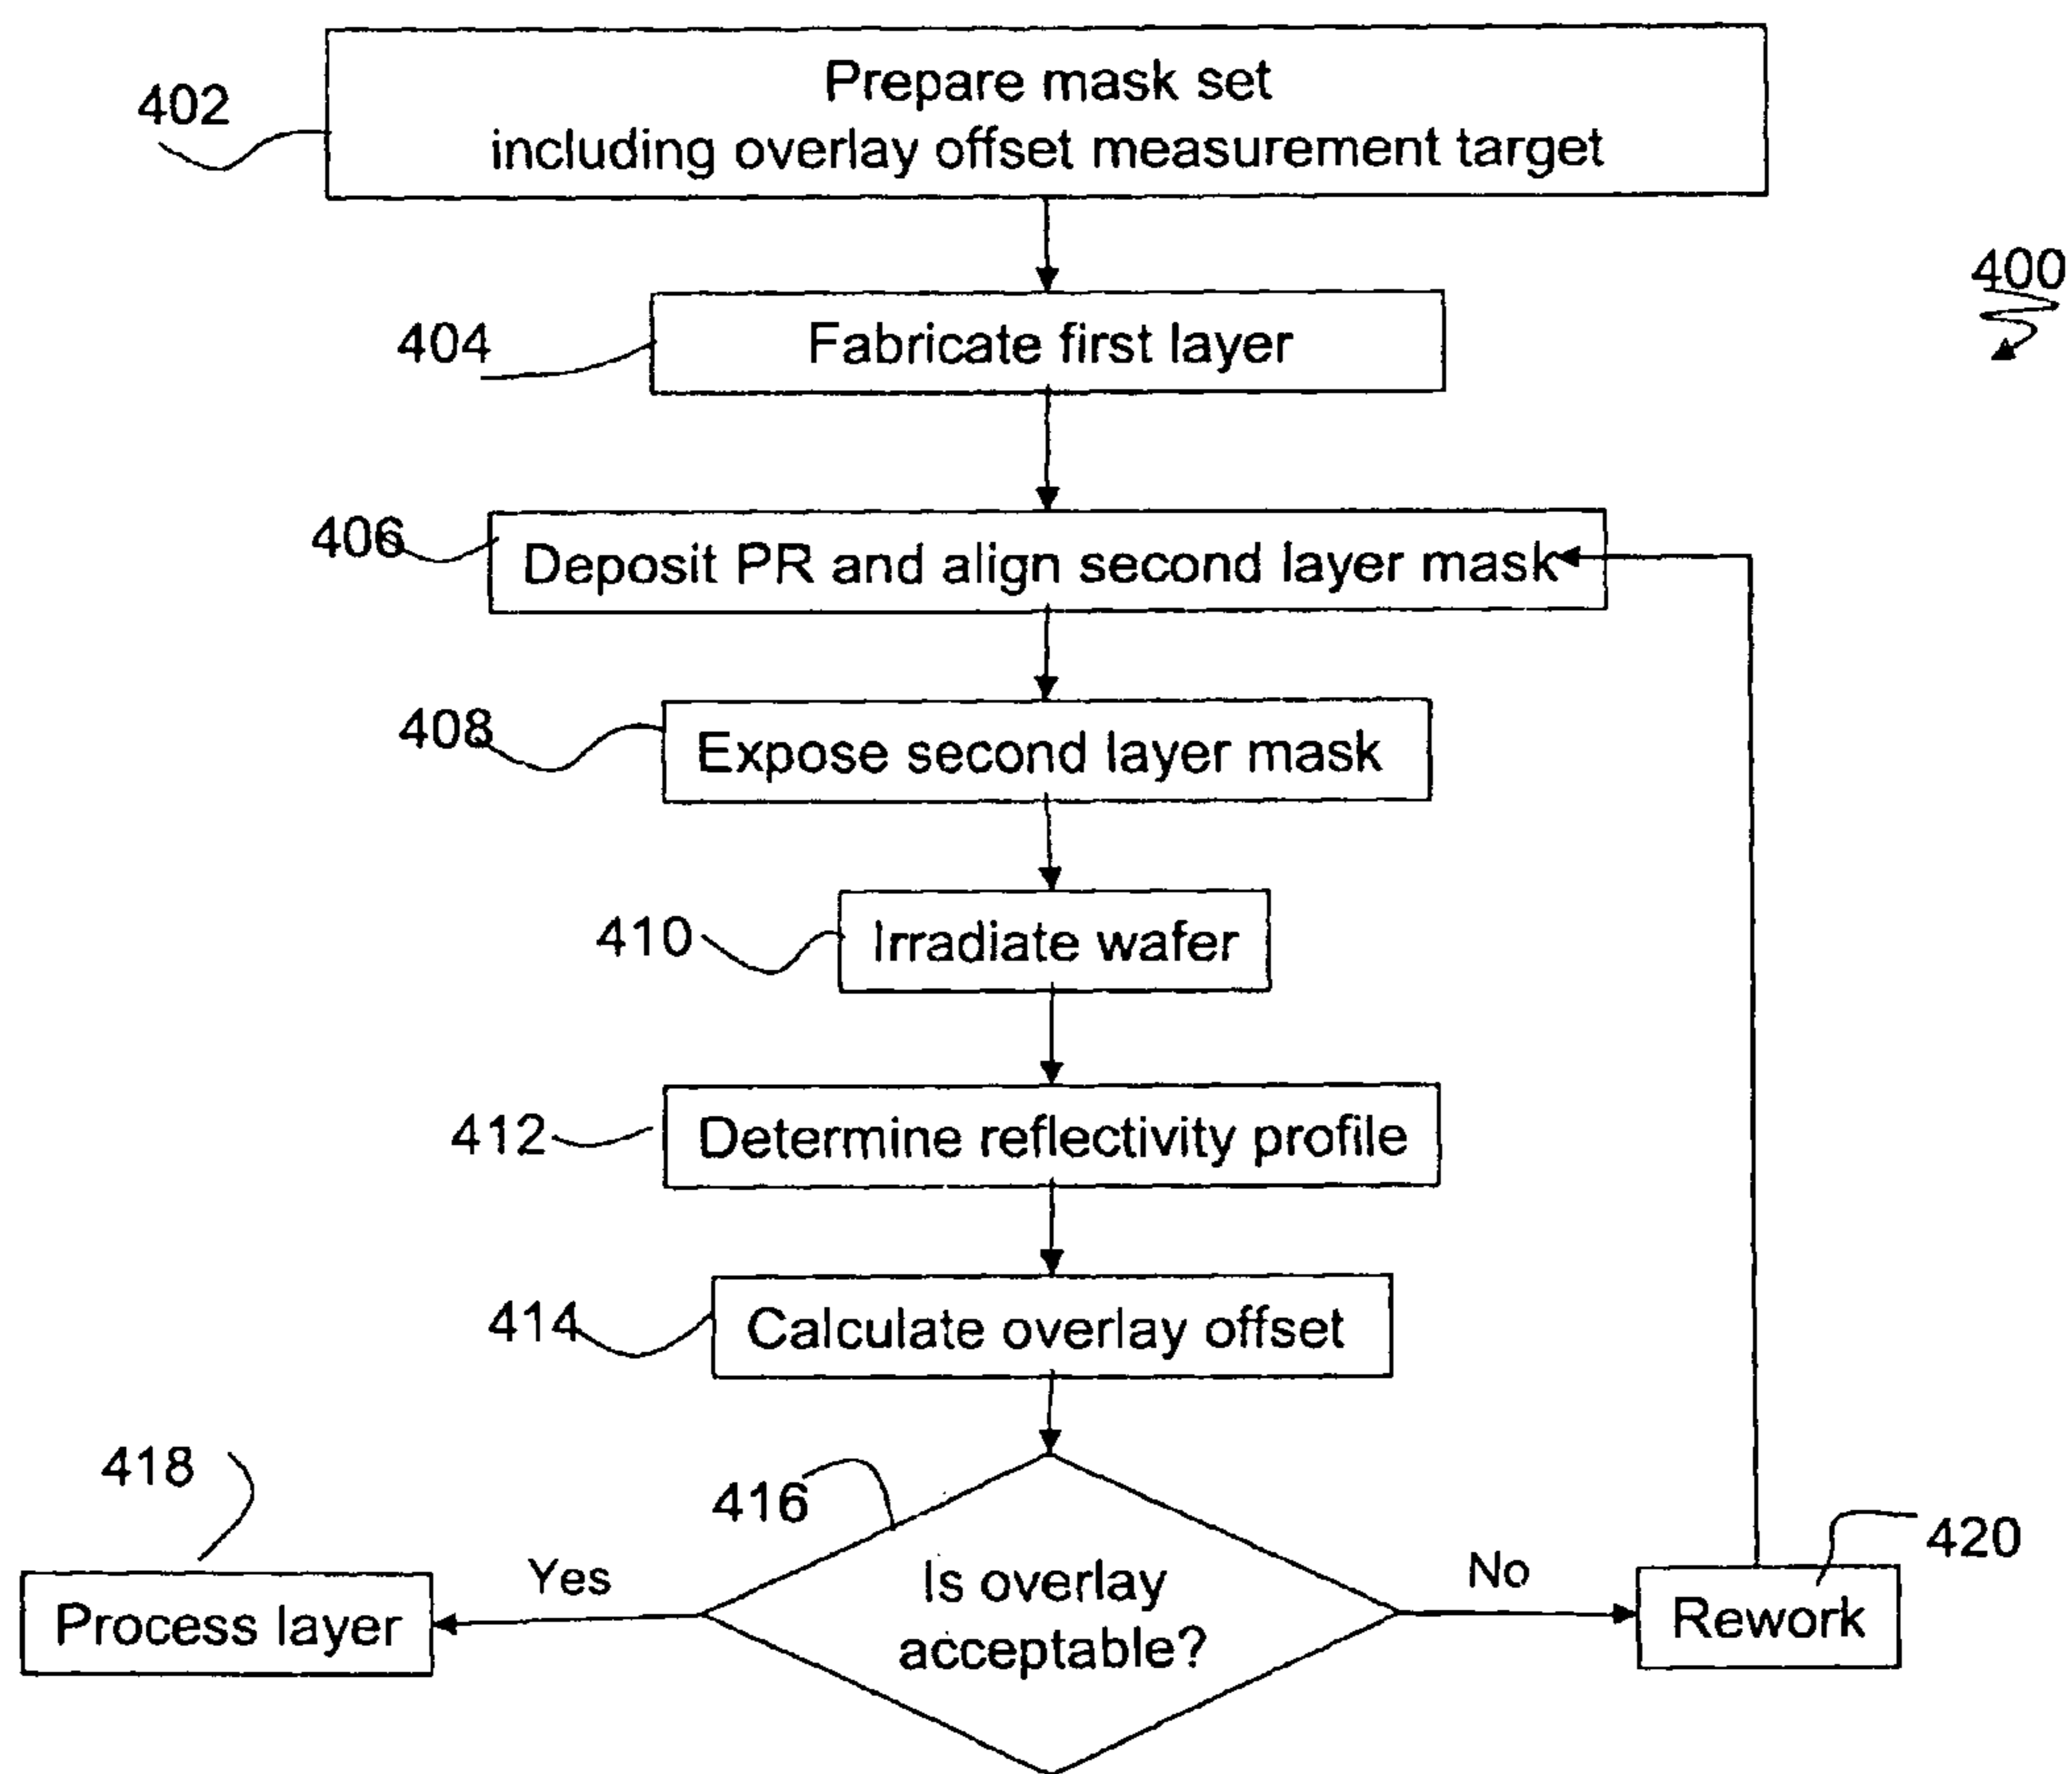 Prepare mask set
402
including overlay offset measurement target
400
404
Fabricate first layer
406
Deposit PR and align second layer mask
408
Expose second layer mask
410
Irradiate wafer
412
Determine reflectivity profile
414
Calculate overlay offset
418
416
Yes
Is overlay
acceptable?
No
420
Process layer
Rework